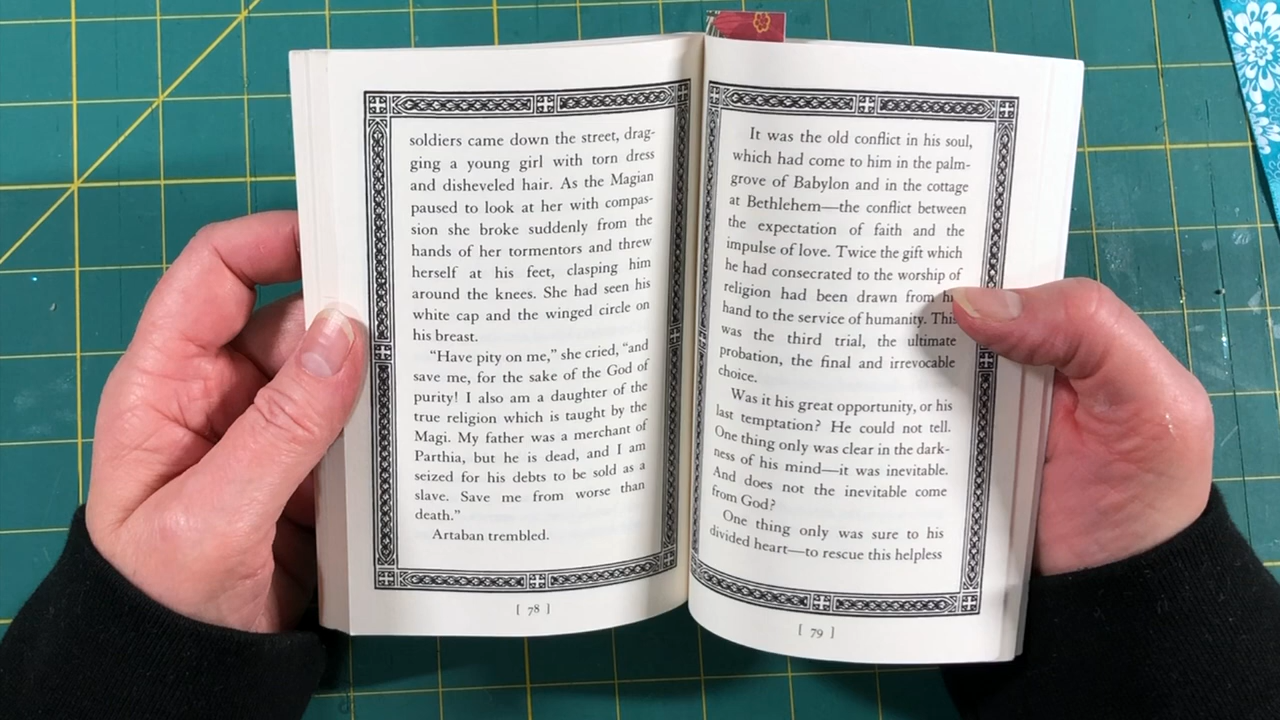 soldiers came down the street, drag-
ging a young girl with torn dress
and disheveled hair. As the Magian
paused to look at her with compas-
sion she broke suddenly from the
hands of her tormentors and threw
herself at his feet, clasping him
around the knees. She had seen his
white cap and the winged circle on
his breast.
“Have pity on me,” she cried, “and
save me, for the sake of the God of
purity! I also am a daughter of the
true religion which is taught by the
Magi. My father was a merchant of
Parthia, but he is dead, and I am
seized for his debts to be sold as a
slave. Save me from worse than
death.”
Artaban trembled.
[ 78 ]
It was the old conflict in his soul,
which had come to him in the palm-
grove of Babylon and in the cottage
at Bethlehem—the conflict between
the expectation of faith and the
impulse of love. Twice the gift which
he had consecrated to the worship of
religion had been drawn from
hand to the service of humanity. This
was the third trial, the ultimate
probation, the final and irrevocable
choice.
Was it his great opportunity, or his
last temptation? He could not tell.
One thing only was clear in the dark-
ness of his mind—it was inevitable.
And does not the inevitable come
from God?
One thing only was sure to his
divided heart—to rescue this helpless
[ 79 ]